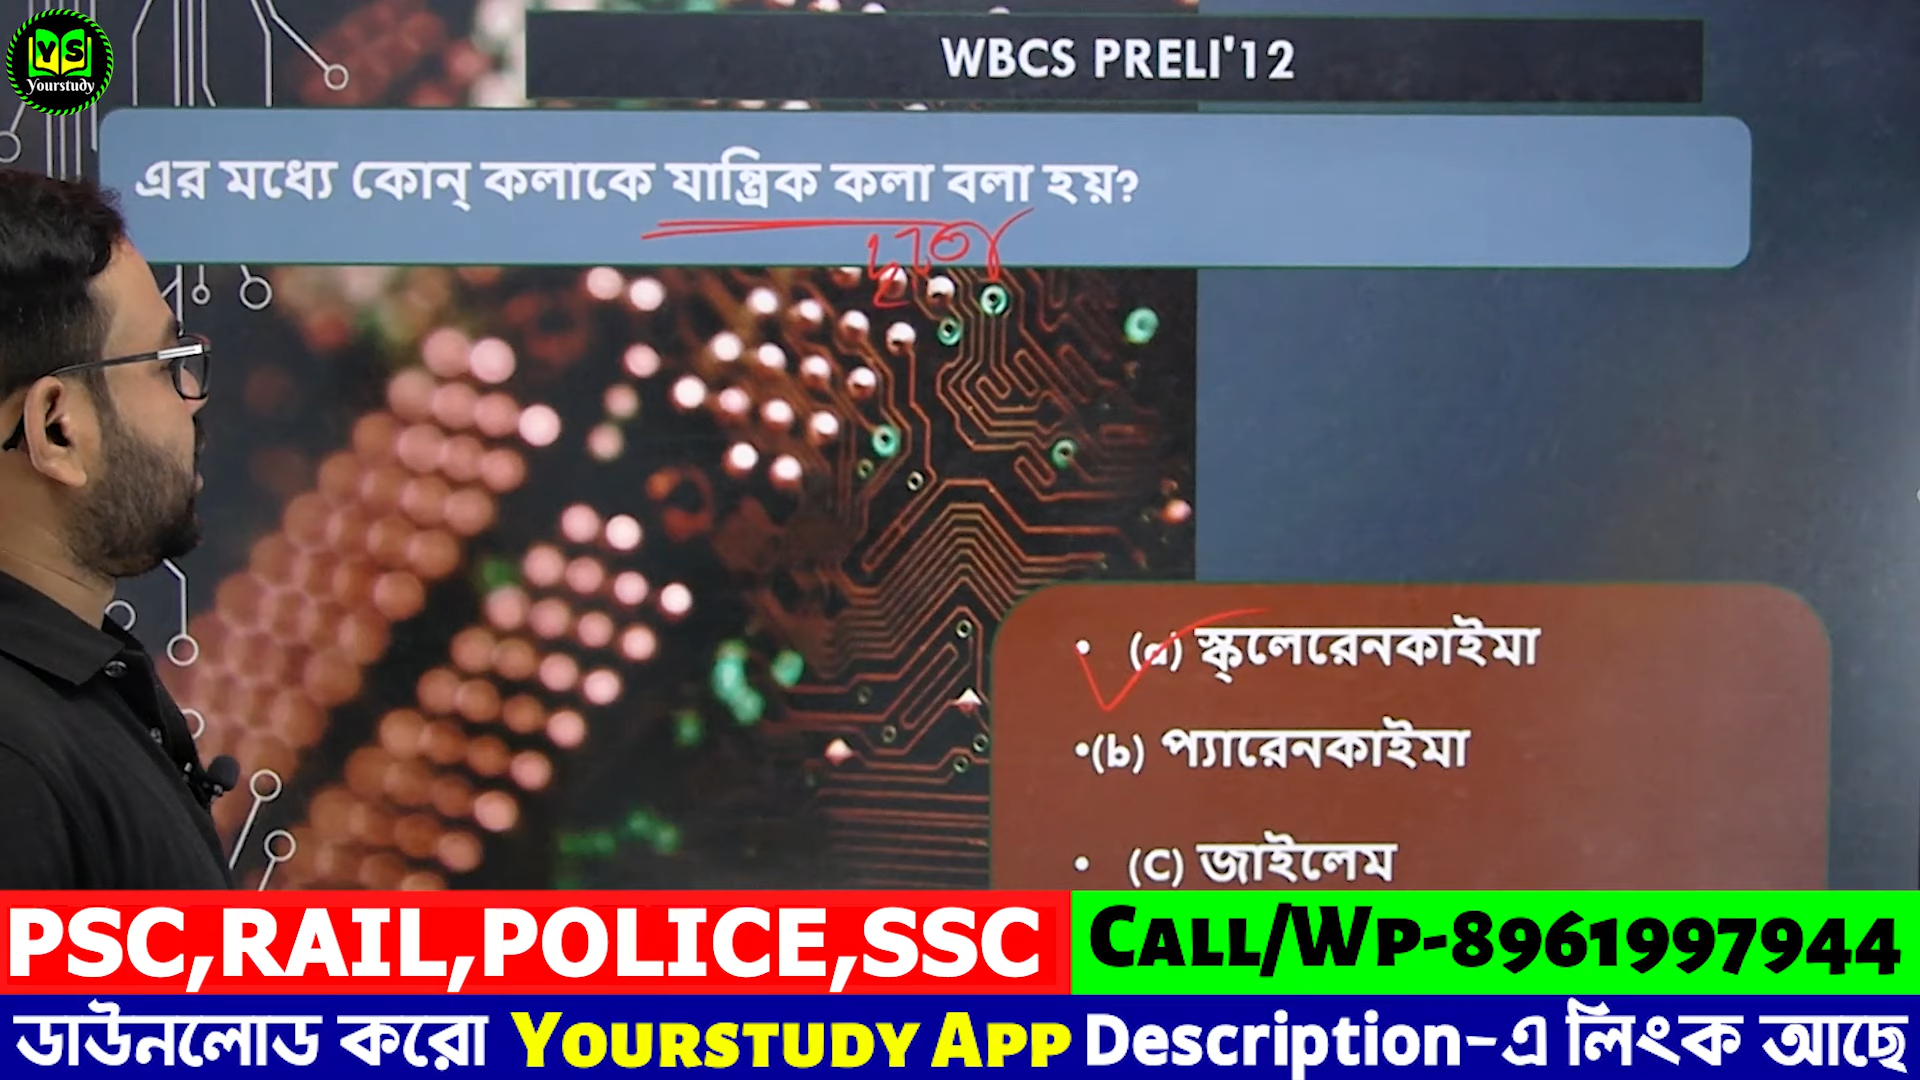 YS
Yourstudy
WBCS PRELI'12
এর মধ্যে কোন্ কলাকে যান্ত্রিক কলা বলা হয়?
• (a) স্ক্লেরেনকাইমা
•(b) প্যারেনকাইমা
• (C) জাইলেম
PSC,RAIL,POLICE,SSC
CALL/WP-8961997944
ডাউনলোড করো YOURSTUDY APP Description-এ লিংক আছে